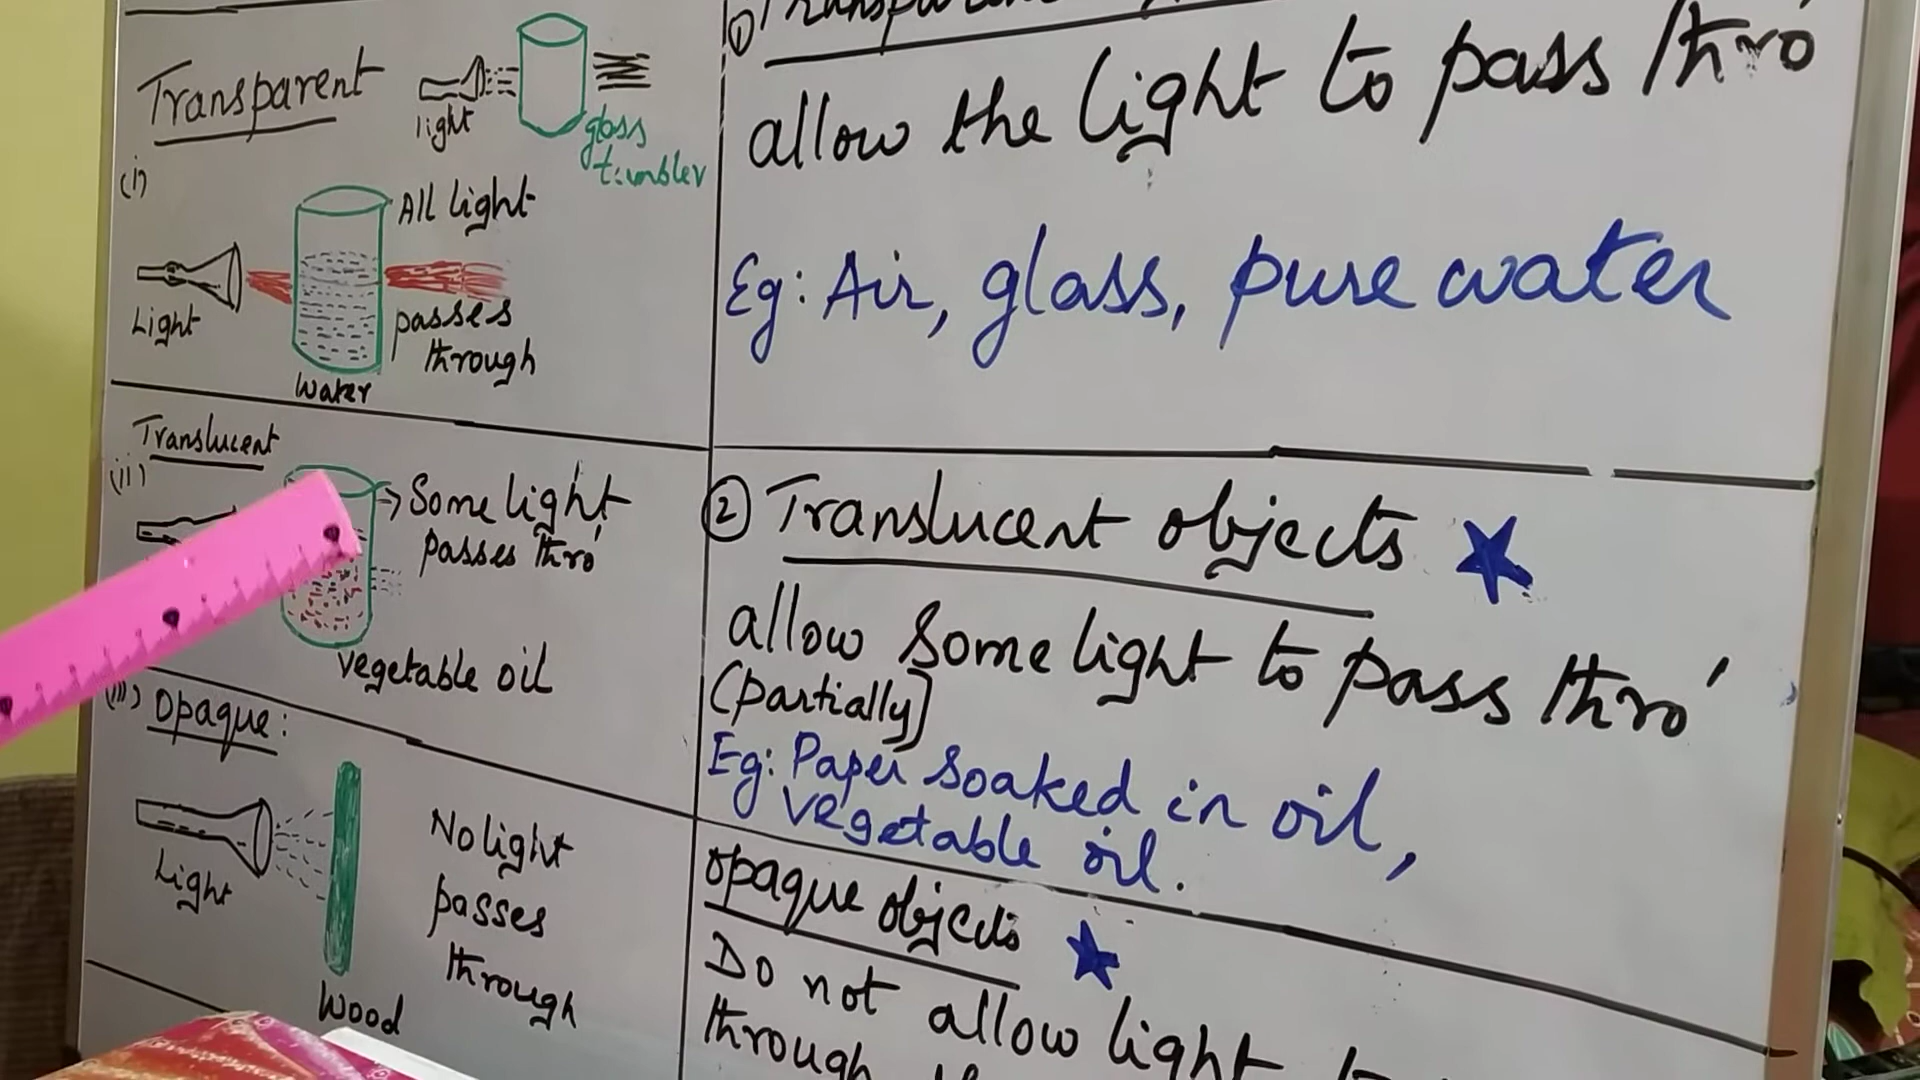 Transparent
light
glass
tumbler
(i)
All light
Light
passes
through
Water
Translucent
(ii)
Some light
passes thro'
vegetable oil
(iii) Opaque:
Light
No light
passes
through
Wood
①
allow the light to pass thro'
Eg: Air, glass, pure water
② Translucent objects
allow some light to pass thro'
(partially)
Eg: Paper soaked in oil,
vegetable oil.
opaque objects
Do not allow light
through